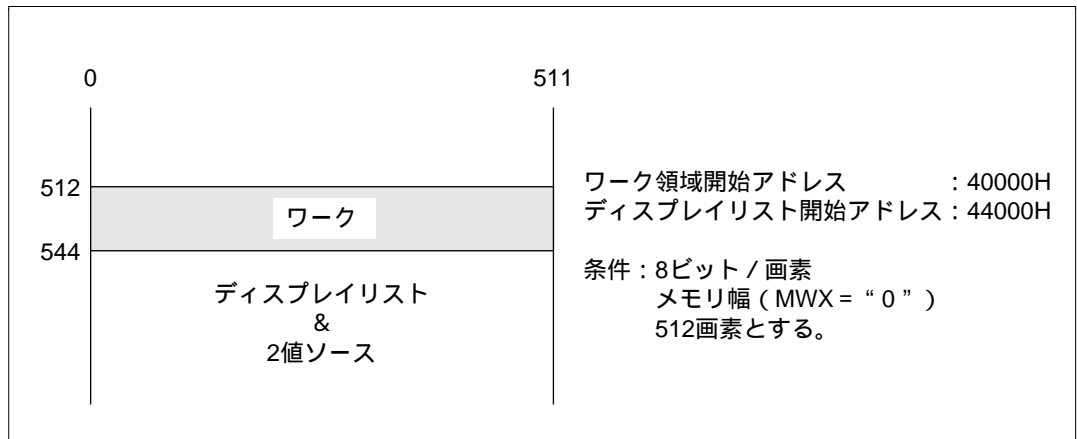 0 511
512
ワーク
544
ディスプレイリスト
&
2値ソース
ワーク領域開始アドレス :40000H
ディスプレイリスト開始アドレス:44000H
条件:8ビット / 画素
メモリ幅(MWX = “ 0 ”)
512画素とする。